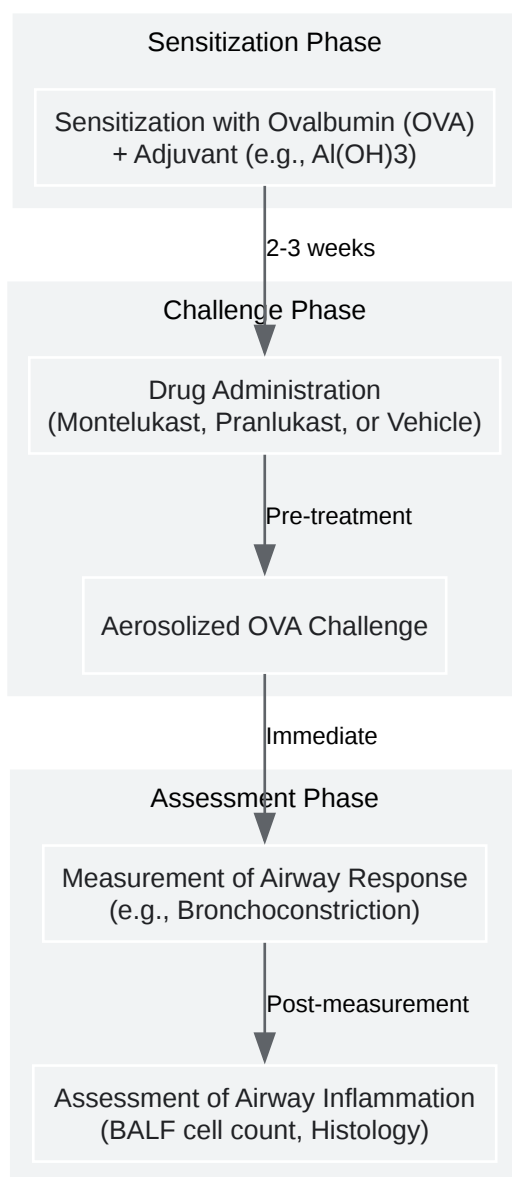 Sensitization Phase
Sensitization with Ovalbumin (OVA)
+ Adjuvant (e.g., Al(OH)3)
2-3 weeks
Challenge Phase
Drug Administration
(Montelukast, Pranlukast, or Vehicle)
Pre-treatment
Aerosolized OVA Challenge
Immediate
Assessment Phase
Measurement of Airway Response
(e.g., Bronchoconstriction)
Post-measurement
Assessment of Airway Inflammation
(BALF cell count, Histology)